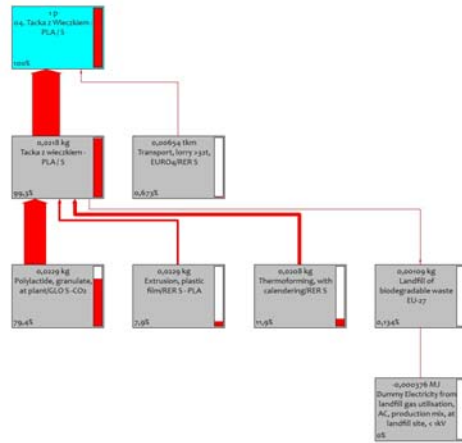 1 p
04. Tacka z Wieczkiem
PLA / S
100%
0,0218 kg
Tacka z wieczkiem -
PLA / S
99,3%
0,00654 tkm
Transport, lorry >32t,
EURO4/RER S
0,673%
0,0229 kg
Polylactide, granulate,
at plant/GLO S -CO2
79,4%
0,0229 kg
Extrusion, plastic
film/RER S - PLA
7,9%
0,0208 kg
Thermoforming, with
calendering/RER S
11,9%
0,00109 kg
Landfill of
biodegradable waste
EU-27
0,134%
-0,000376 MJ
Dummy Electricity from
landfill gas utilisation,
AC, production mix, at
landfill site, < 1kV
0%